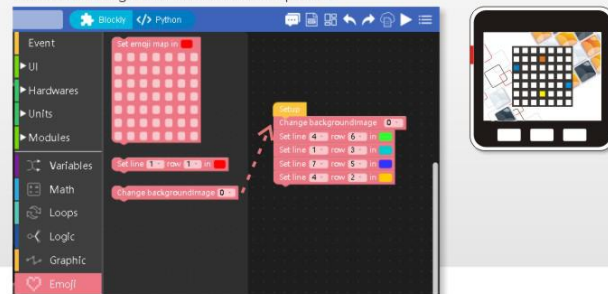 Blockly </> Python
Event
UI
Hardwares
Units
Modules
Variables
Math
Loops
Logic
Graphic
Emoji
Set emoji map in
Set line 1 row 1 in
Change backgroundImage 0
Setup
Change backgroundImage 0
Set line 4 row 6 in
Set line 1 row 3 in
Set line 7 row 5 in
Set line 4 row 2 in